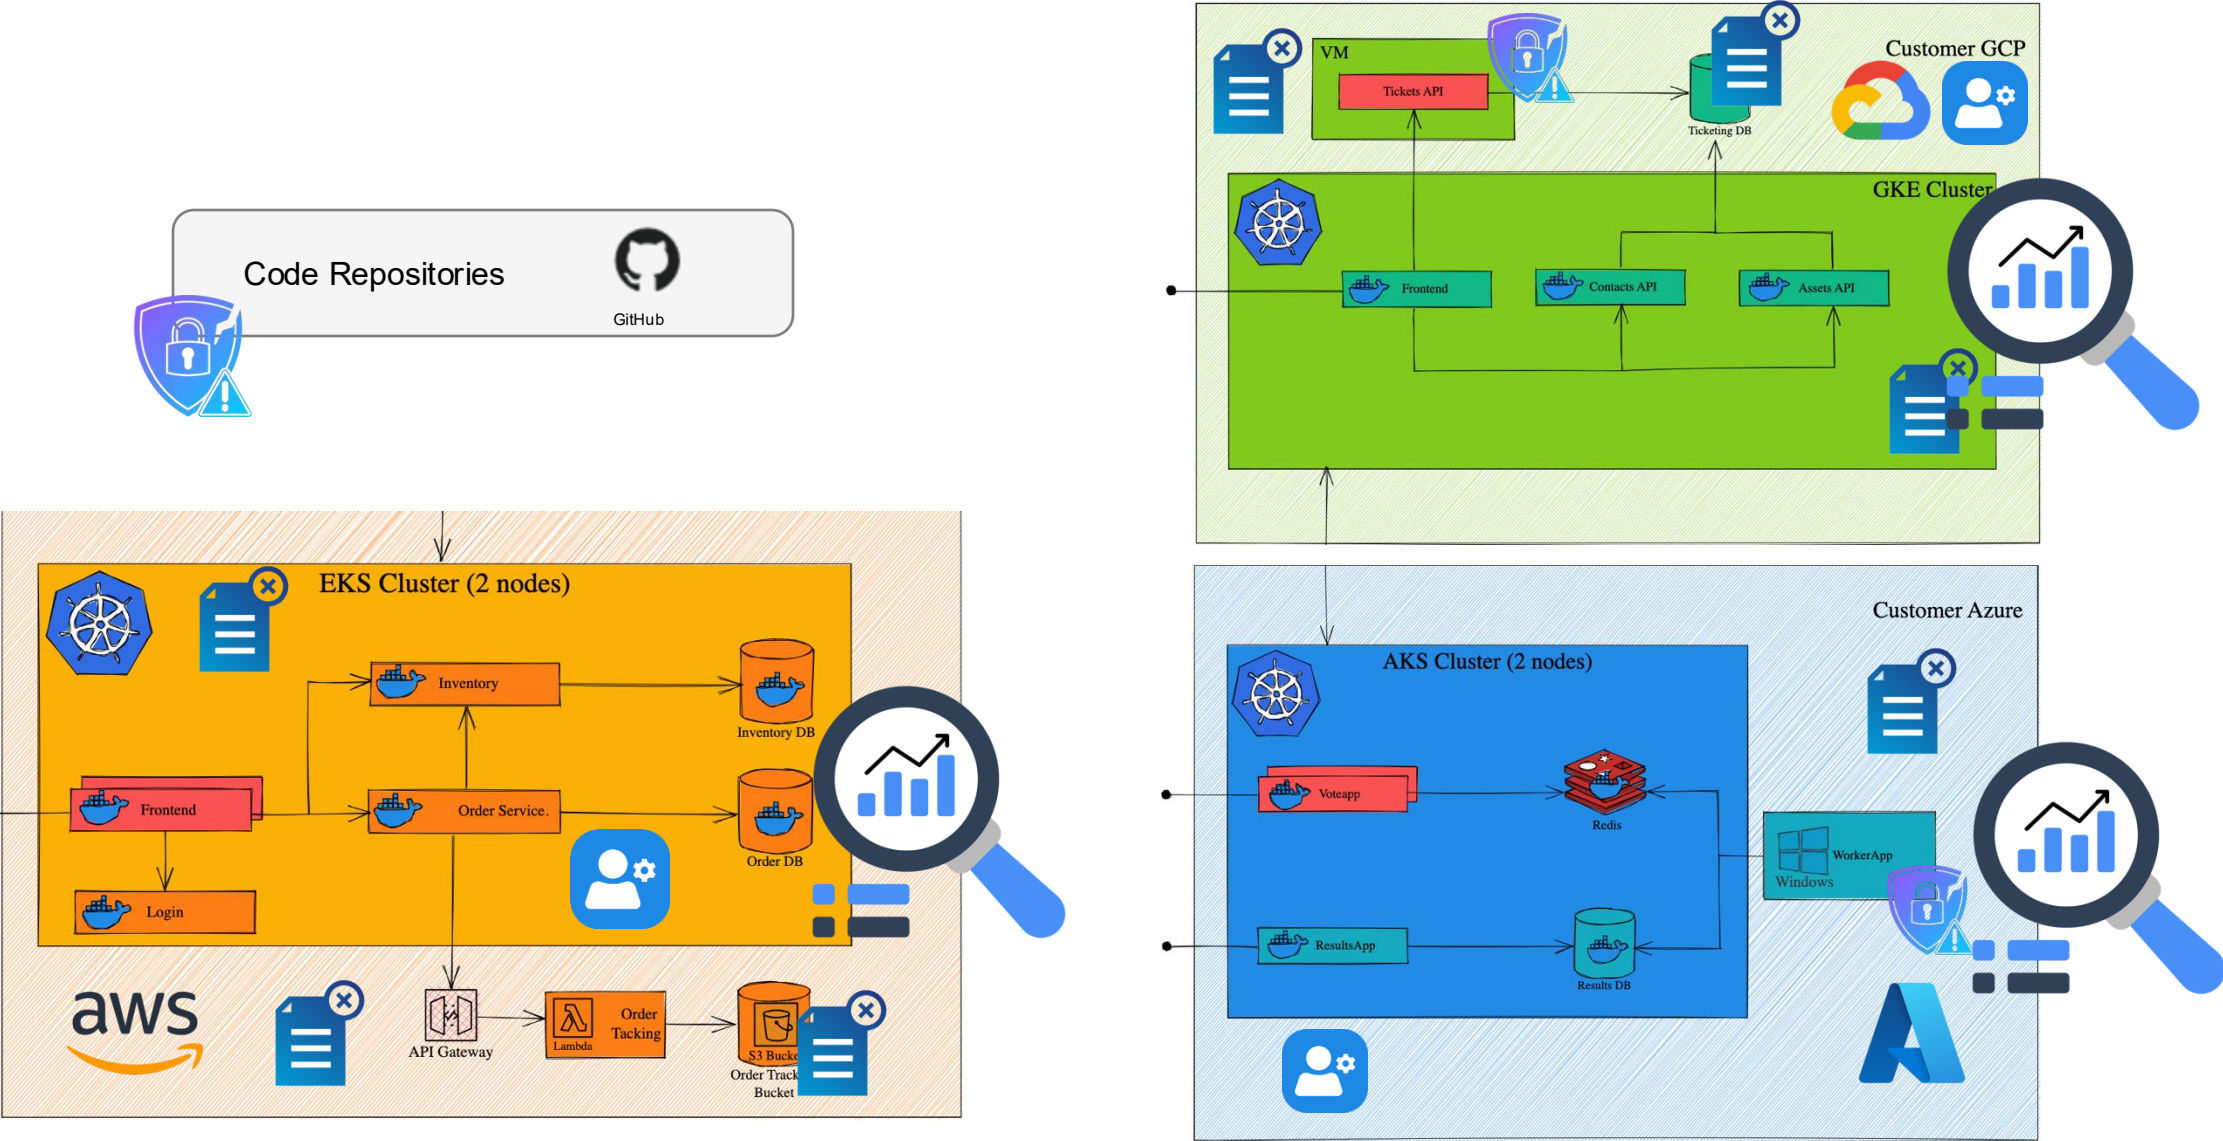 VM
Customer GCP
Tickets API
Ticketing DB
GKE Cluster
Frontend
Contacts API
Assets API
Code Repositories
GitHub
EKS Cluster (2 nodes)
Inventory
Inventory DB
Frontend
Order Service.
Order DB
Login
aws
API Gateway
Lambda
Order
Tacking
S3 Bucke
Order Track
Bucket
Customer Azure
AKS Cluster (2 nodes)
Voteapp
Redis
WorkerApp
Windows
ResultsApp
Results DB